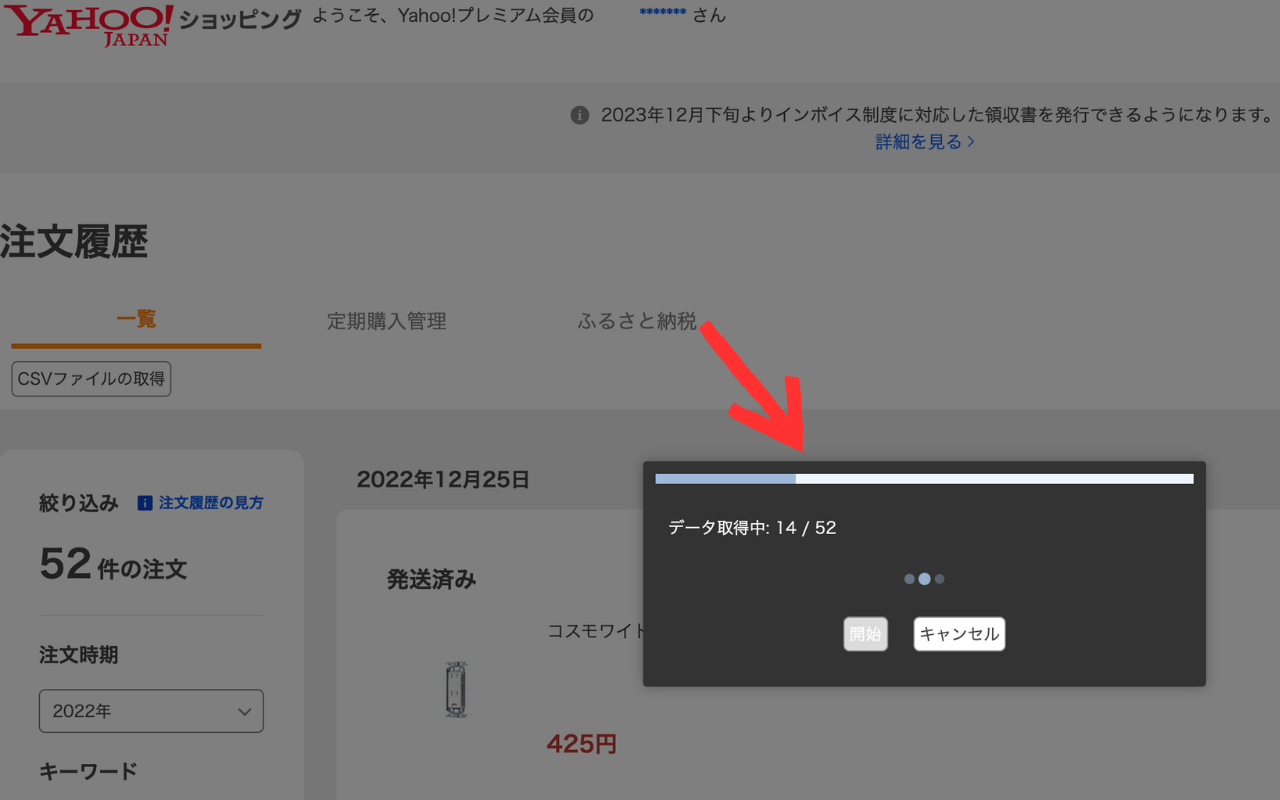 YAHOO! JAPAN ショッピング ようこそ、Yahoo!プレミアム会員の ******* さん
2023年12月下旬よりインボイス制度に対応した領収書を発行できるようになります。
詳細を見る
注文履歴
一覧 定期購入管理 ふるさと納税
CSVファイルの取得
絞り込み 注文履歴の見方
52件の注文
注文時期
2022年
キーワード
2022年12月25日
発送済み
コスモワイド
425円
データ取得中: 14 / 52
開始 キャンセル